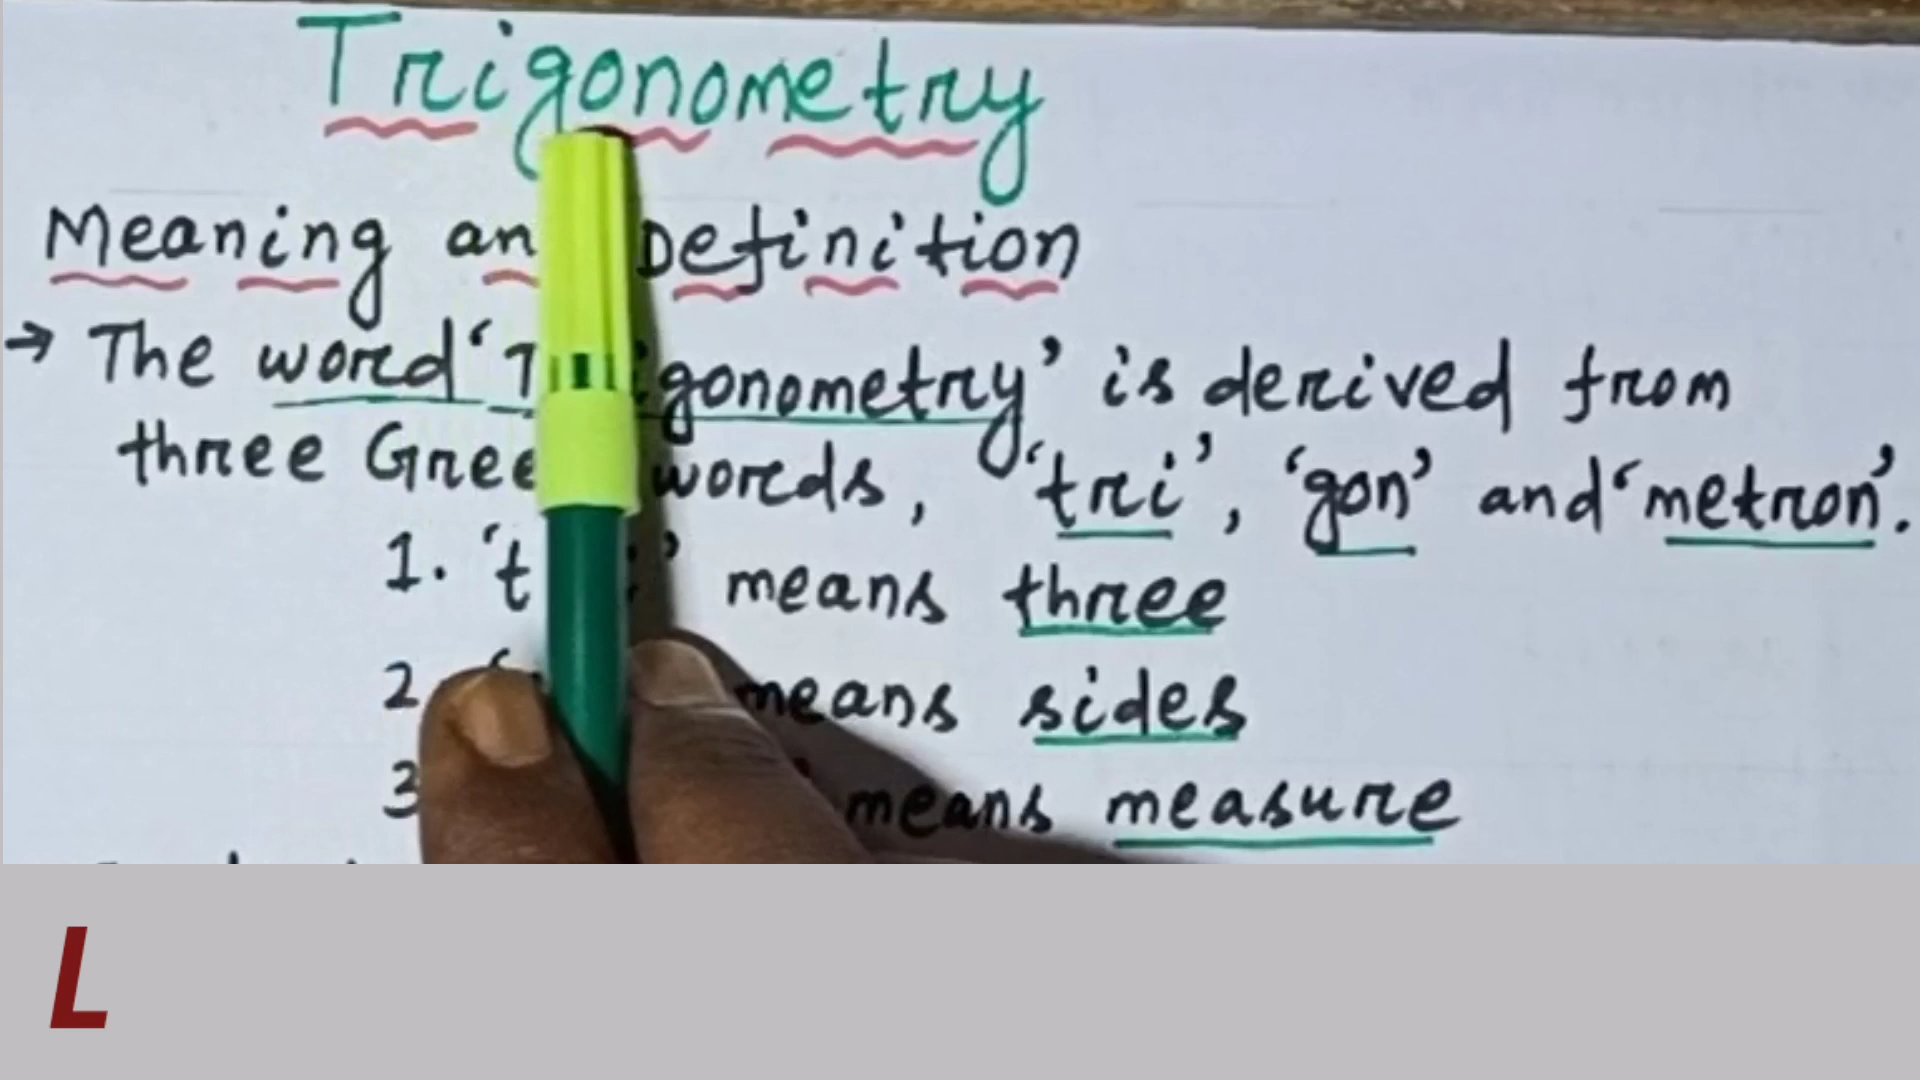 Trigonometry
Meaning an Definition
→ The word 'Trigonometry' is derived from
three Gree words, 'tri', 'gon' and 'metron'.
1. 't i' means three
2 means sides
3 means measure
L